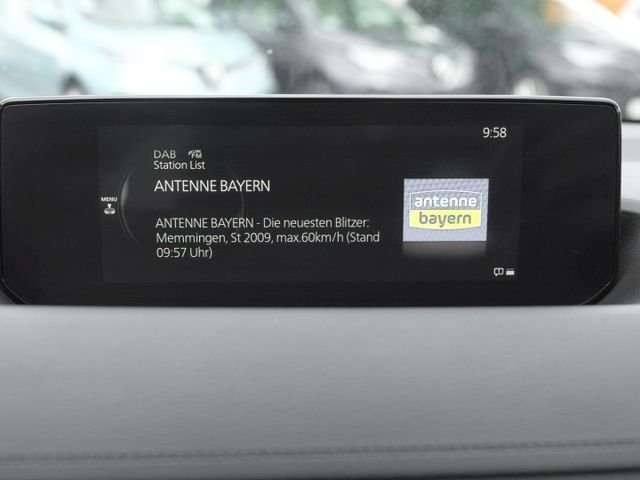 9:58
DAB
Station List
ANTENNE BAYERN
MENU
ANTENNE BAYERN - Die neuesten Blitzer:
Memmingen, St 2009, max.60km/h (Stand
09:57 Uhr)
antenne
bayern